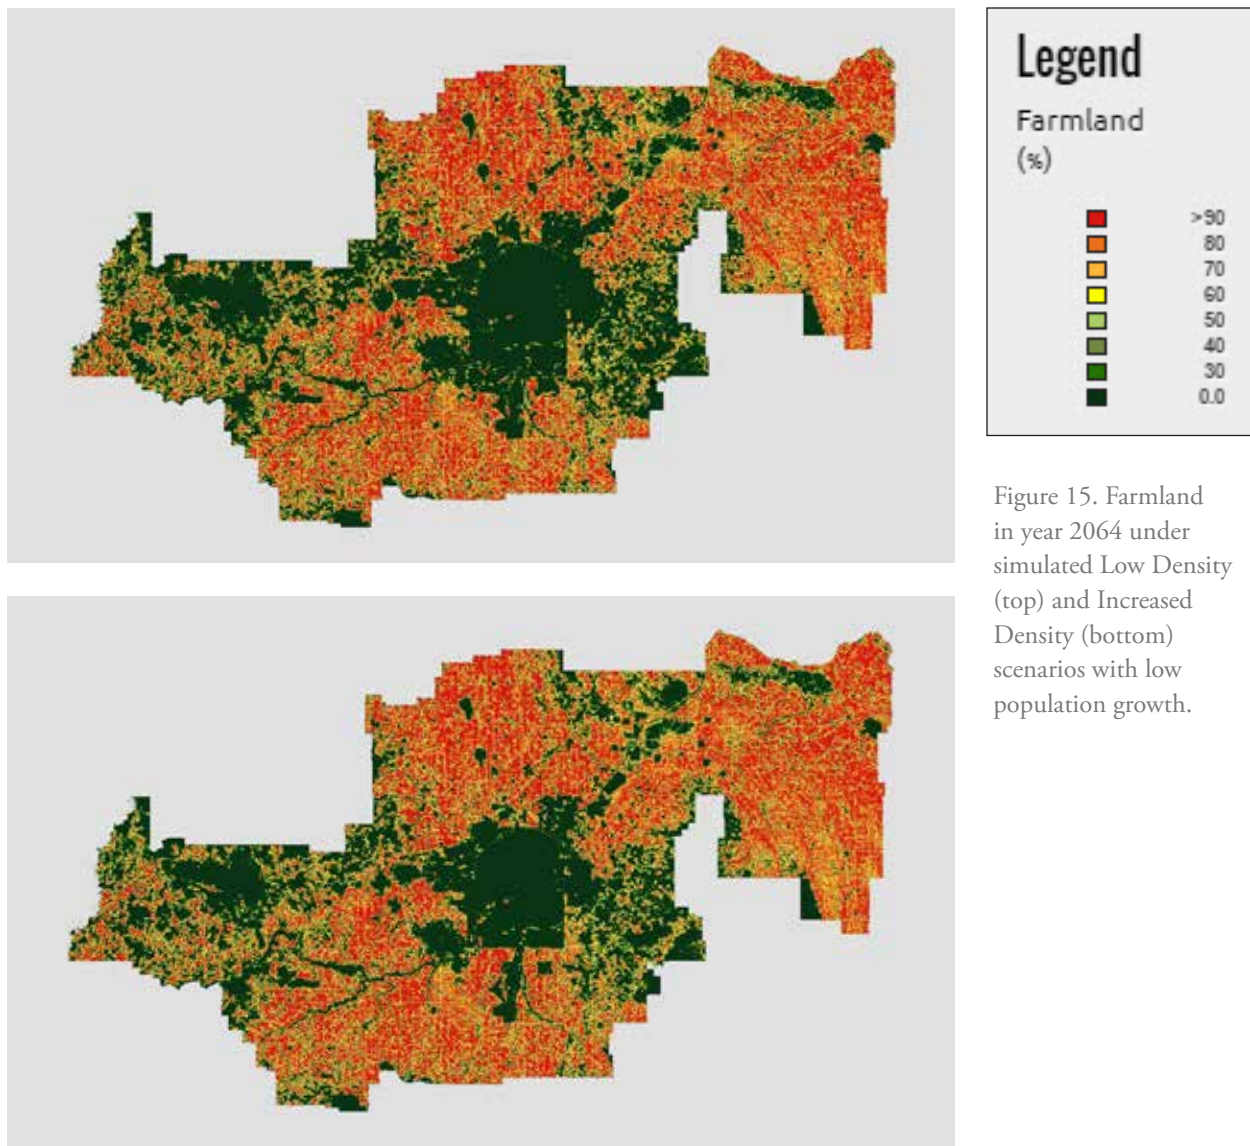 Legend
Farmland
(%)
>90
80
70
60
50
40
30
0.0
Figure 15. Farmland
in year 2064 under
simulated Low Density
(top) and Increased
Density (bottom)
scenarios with low
population growth.